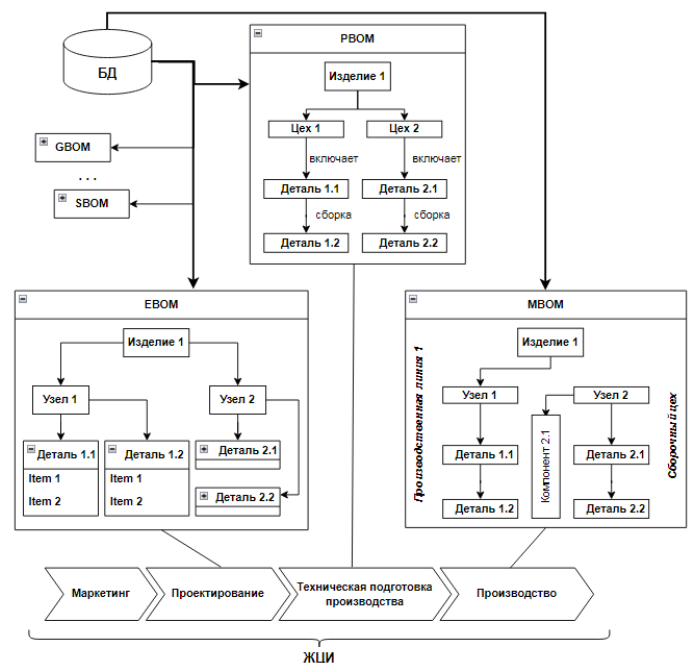 БД
GBOM
. . .
SBOM
PBOM
Изделие 1
Цех 1
Цех 2
включает
включает
Деталь 1.1
Деталь 2.1
сборка
сборка
Деталь 1.2
Деталь 2.2
EBOM
Изделие 1
Узел 1
Узел 2
Деталь 1.1
Item 1
Item 2
Деталь 1.2
Item 1
Item 2
Деталь 2.1
Деталь 2.2
MBOM
Изделие 1
Производственная линия 1
Узел 1
Узел 2
Компонент 2.1
Деталь 1.1
Деталь 2.1
Деталь 1.2
Деталь 2.2
Сборочный цех
Маркетинг
Проектирование
Техническая подготовка
производства
Производство
ЖЦИ